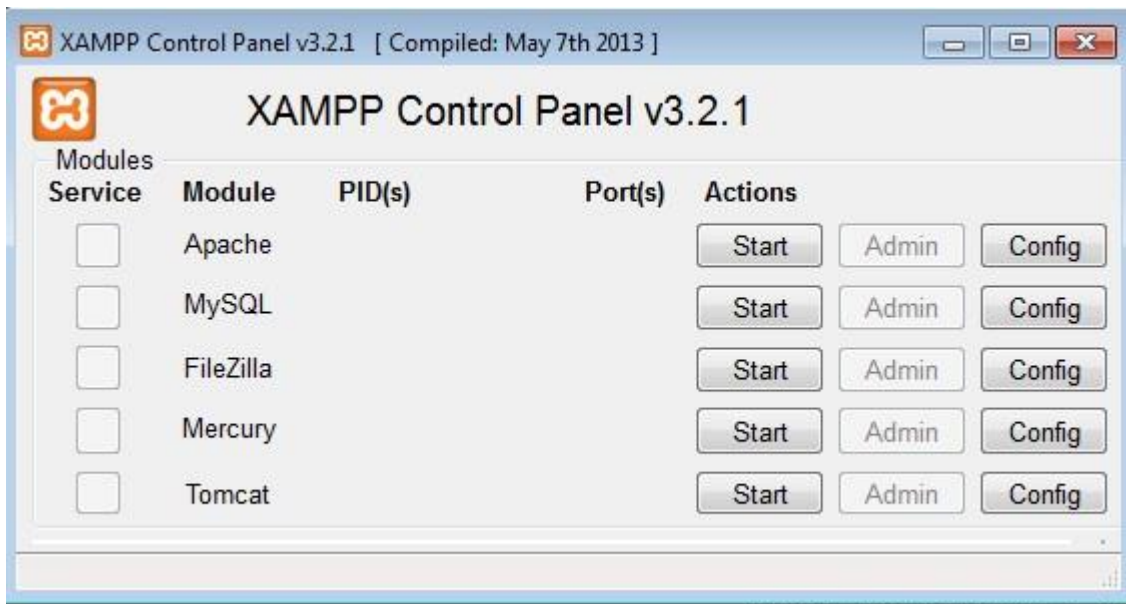 XAMPP Control Panel v3.2.1 [ Compiled: May 7th 2013 ]
XAMPP Control Panel v3.2.1
Modules
Service Module PID(s) Port(s) Actions
Apache Start Admin Config
MySQL Start Admin Config
FileZilla Start Admin Config
Mercury Start Admin Config
Tomcat Start Admin Config